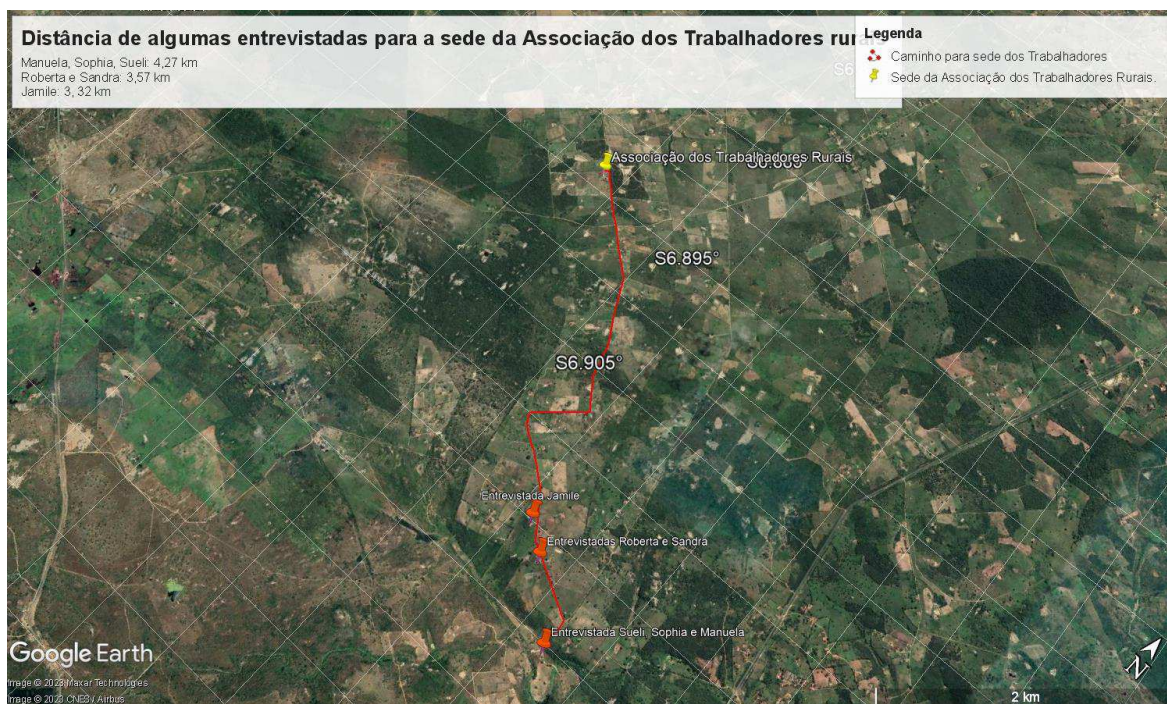 Distância de algumas entrevistadas para a sede da Associação dos Trabalhadores rurais
Manuela, Sophia, Sueli: 4,27 km
Roberta e Sandra: 3,57 km
Jamile: 3, 32 km
Legenda
Caminho para sede dos Trabalhadores
Sede da Associação dos Trabalhadores Rurais.
Associação dos Trabalhadores Rurais
S6.895°
S6.905°
Entrevistada Jamile
Entrevistadas Roberta e Sandra
Entrevistada Sueli, Sophia e Manuela
Google Earth
Image © 2023 Maxar Technologies
Image © 2023 CNES / Airbus
N
2 km